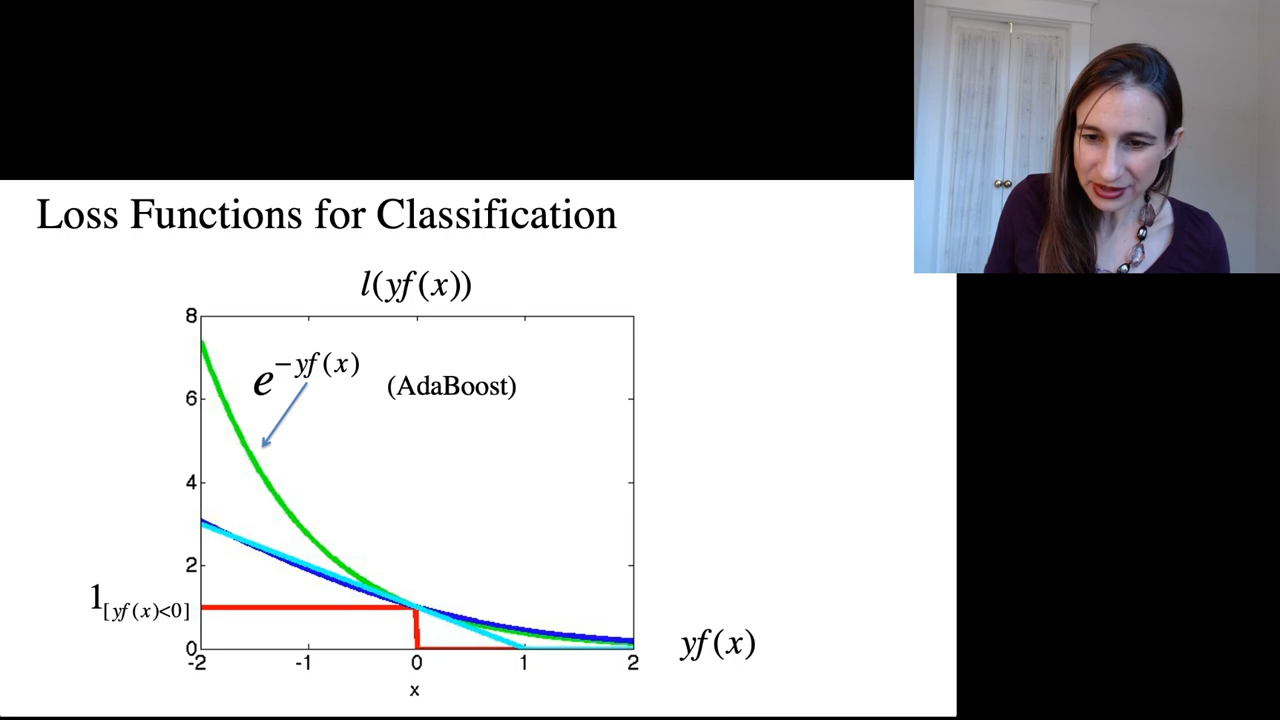 Loss Functions for Classification
l(yf(x))
8
e^{-yf(x)} (AdaBoost)
6
4
2
1_{[yf(x)<0]}
0
yf(x)
-2 -1 0 1 2
x